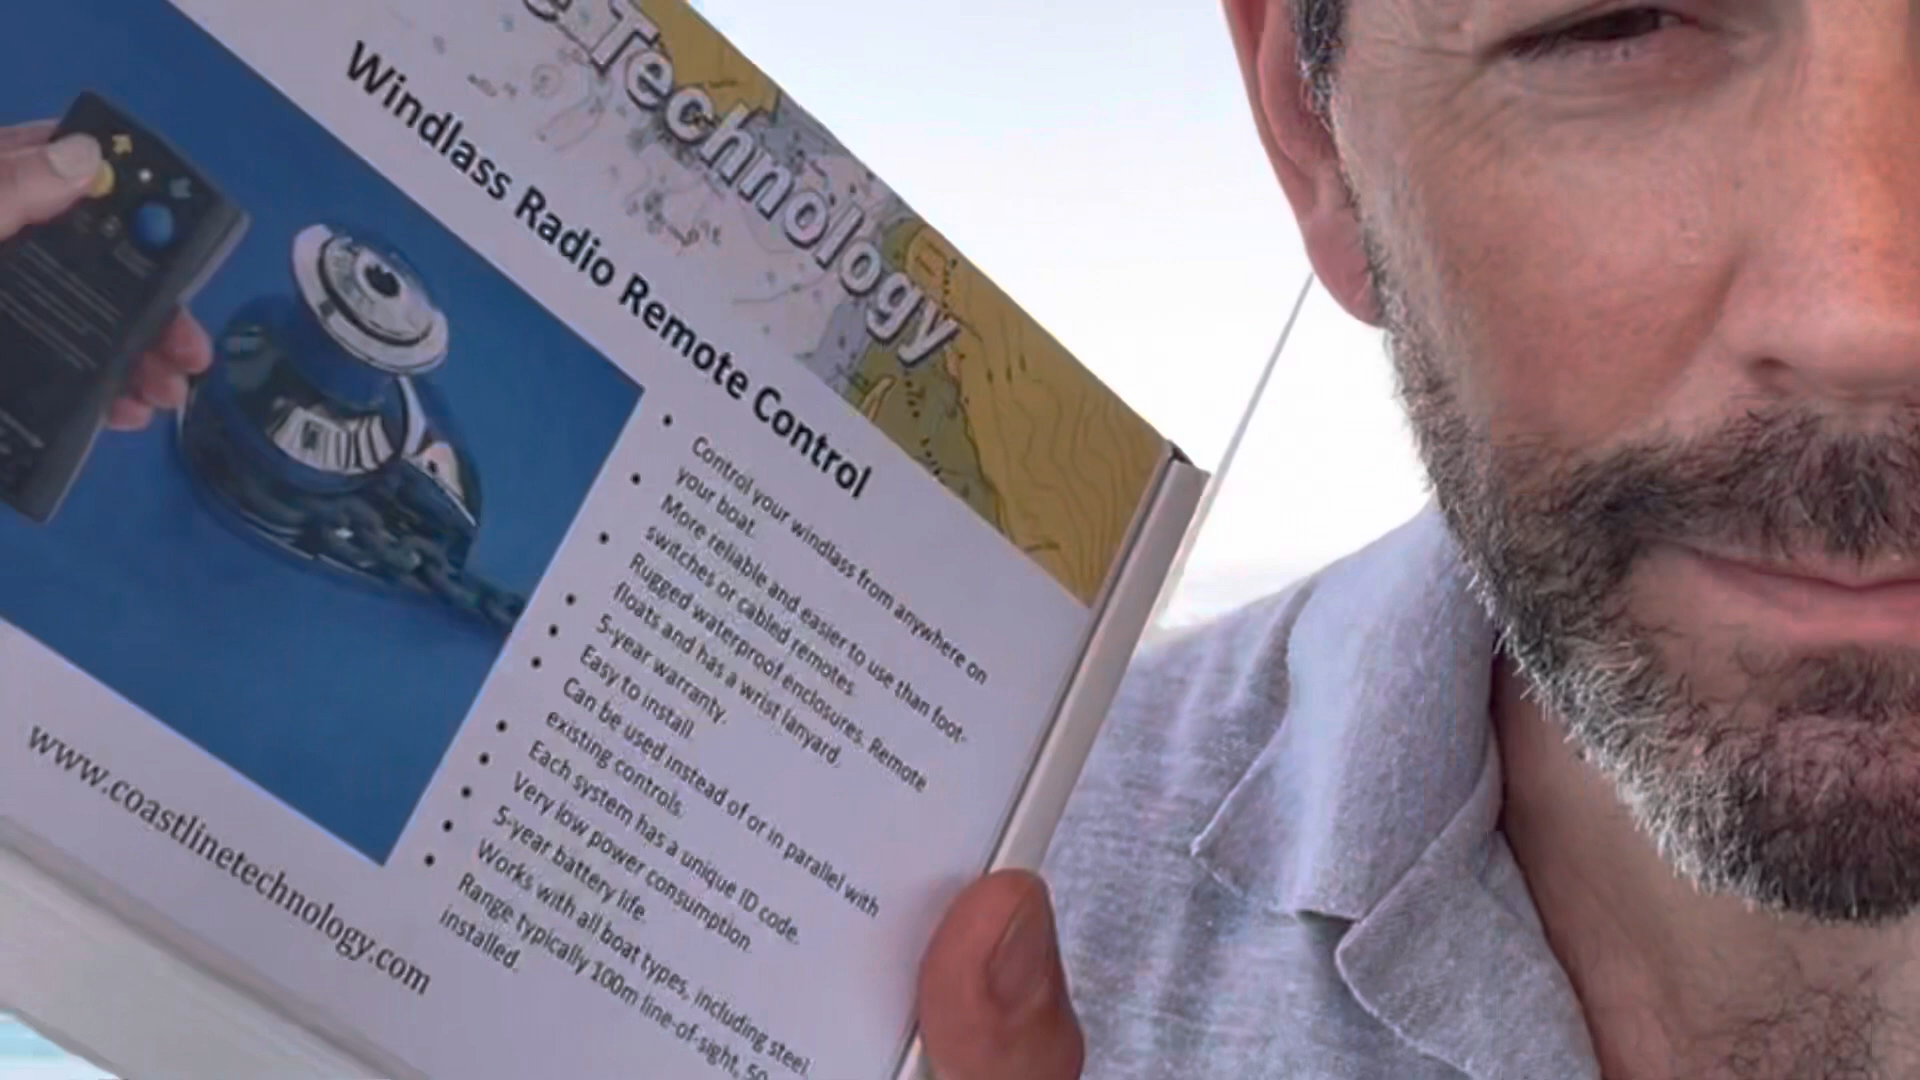 Technology
Windlass Radio Remote Control
• Control your windlass from anywhere on
your boat.
• More reliable and easier to use than foot-
switches or cabled remotes.
• Rugged waterproof enclosures. Remote
floats and has a wrist lanyard.
• 5-year warranty.
• Easy to install.
• Can be used instead of or in parallel with
existing controls.
• Each system has a unique ID code.
• Very low power consumption.
• 5-year battery life.
• Works with all boat types, including steel.
• Range typically 100m line-of-sight, 50
installed.
www.coastlinetechnology.com